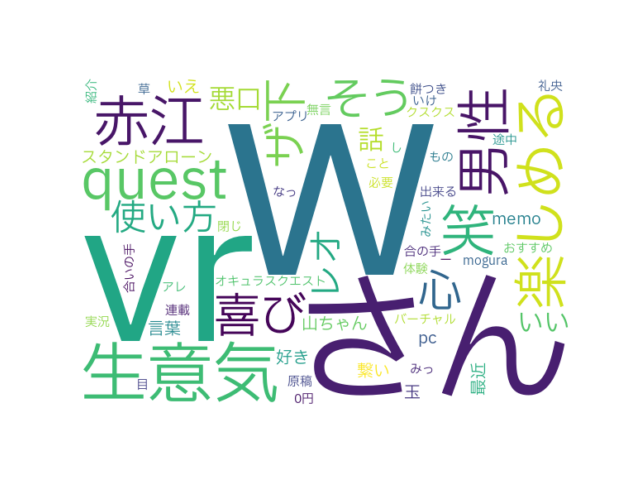 紹介
草
いえ
悪口
ザ下
そう
餅つき
いけ
礼央
アプリ
無言
クスクス
赤江
w
男性
楽しめる
途中
スタンドアローン
話
し
こと
もの
quest
必要
なっ
出来る
みたい
使い方
笑
memo
閉じ
vr
レオ
合の手
ー
おすすめ
合いの手
mogura
心
体験
アレ
オキュラスクエスト
喜び
さん
連載
山ちゃん
バーチャル
実況
言葉
いい
pc
生意気
好き
繋い
みっ
最近
目
原稿
0円
玉